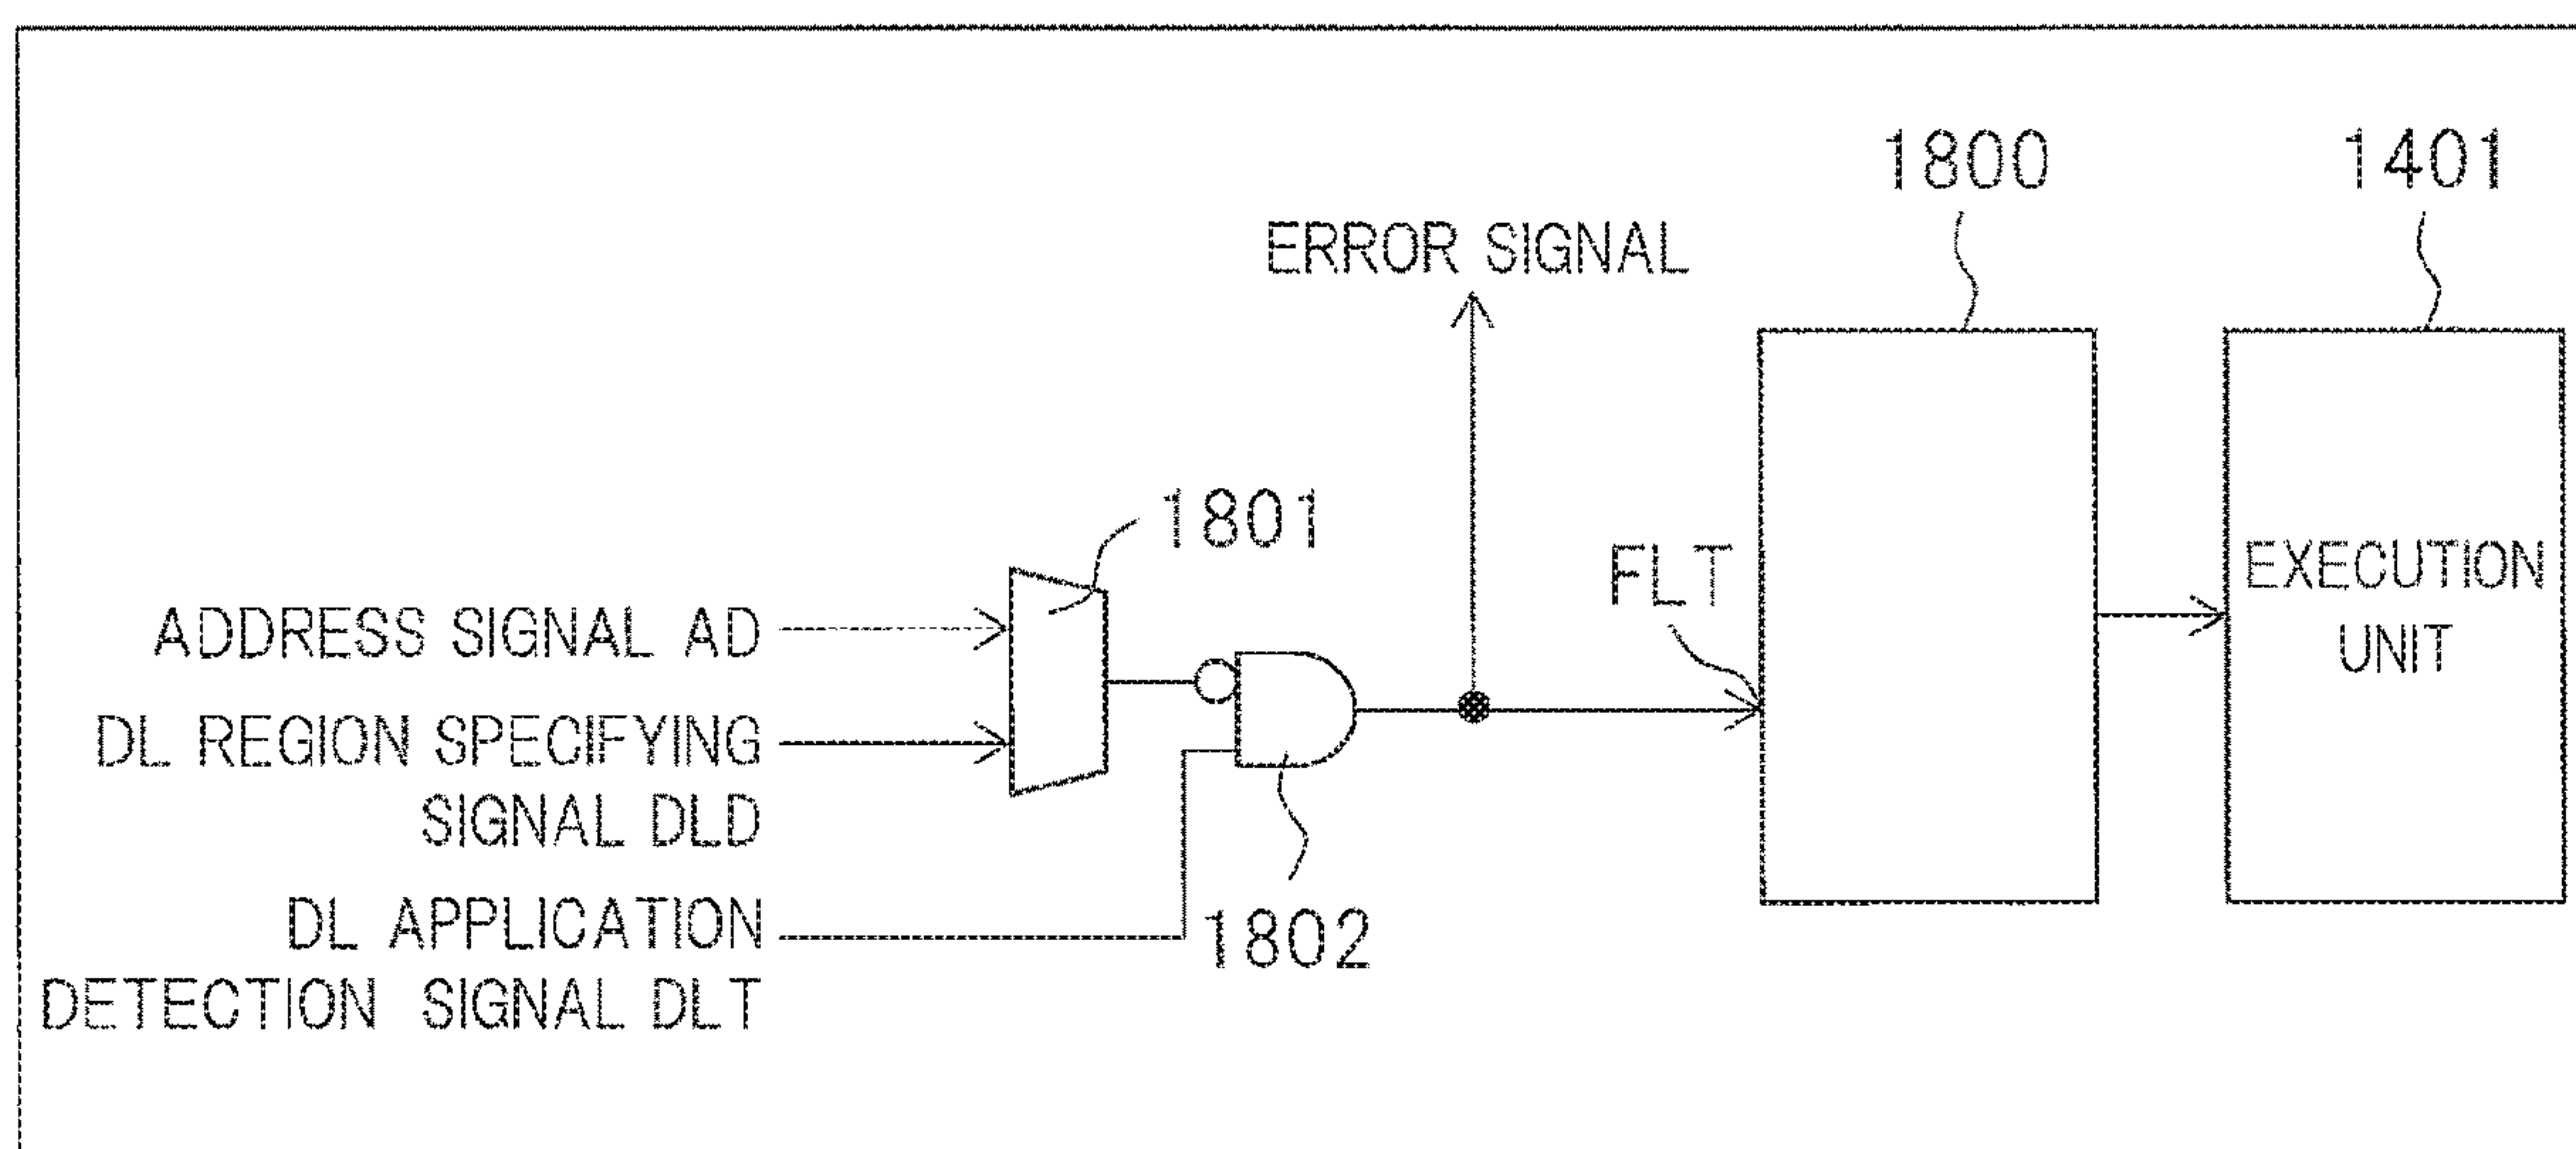 1800
1401
ERROR SIGNAL
1801
FLT
EXECUTION
UNIT
ADDRESS SIGNAL AD
DL REGION SPECIFYING
SIGNAL DLD
DL APPLICATION
DETECTION SIGNAL DLT
1802